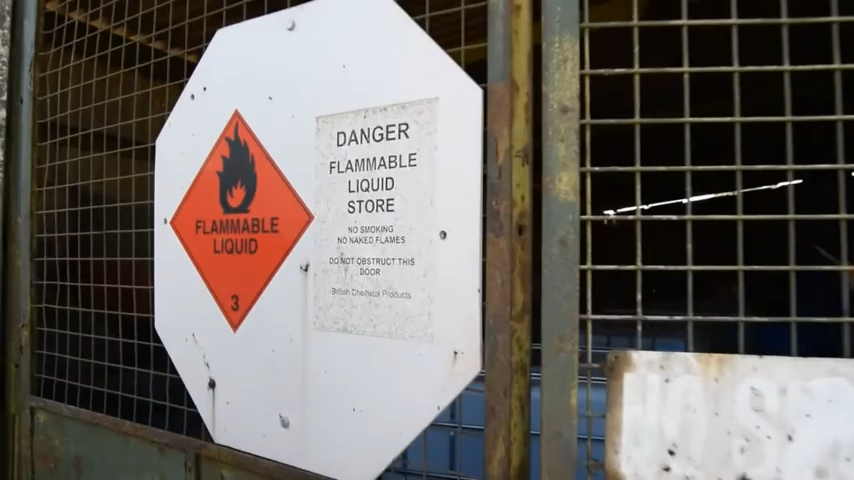 FLAMMABLE
LIQUID
3
DANGER
FLAMMABLE
LIQUID
STORE
NO SMOKING
NO NAKED FLAMES
DO NOT OBSTRUCT THIS
DOOR
British Chemical Products
NO S